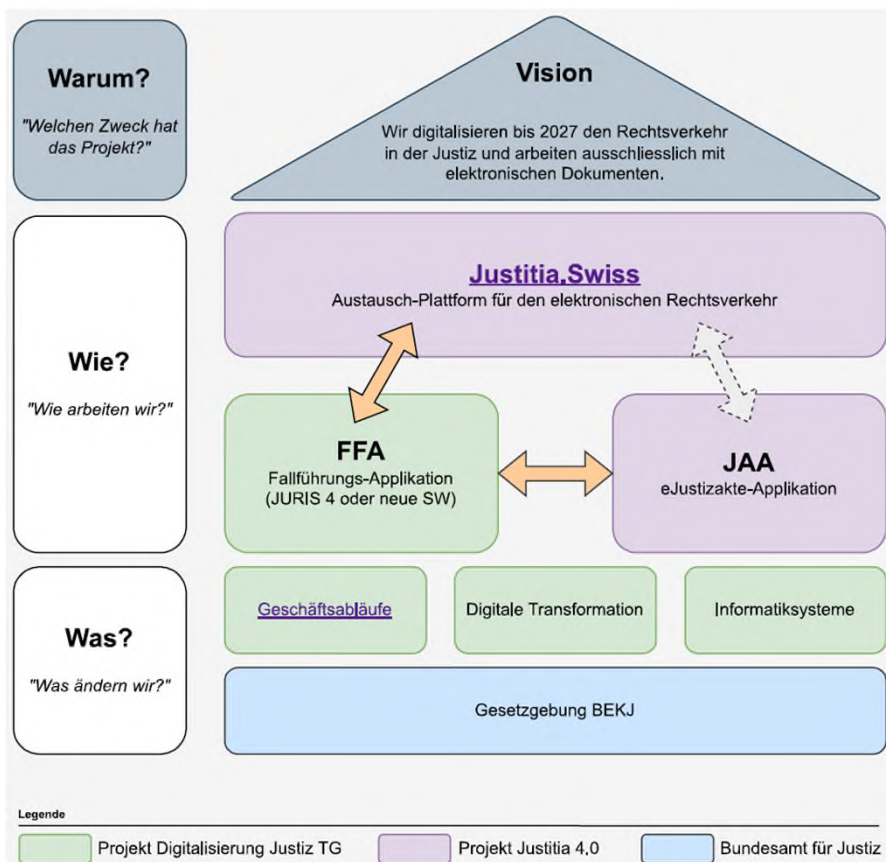 Warum?
"Welchen Zweck hat
das Projekt?"
Vision
Wir digitalisieren bis 2027 den Rechtsverkehr
in der Justiz und arbeiten ausschliesslich mit
elektronischen Dokumenten.
Wie?
"Wie arbeiten wir?"
Justitia.Swiss
Austausch-Plattform für den elektronischen Rechtsverkehr
FFA
Fallführungs-Applikation
(JURIS 4 oder neue SW)
JAA
eJustizakte-Applikation
Was?
"Was ändern wir?"
Geschäftsabläufe
Digitale Transformation
Informatiksysteme
Gesetzgebung BEKJ
Legende
Projekt Digitalisierung Justiz TG
Projekt Justitia 4.0
Bundesamt für Justiz